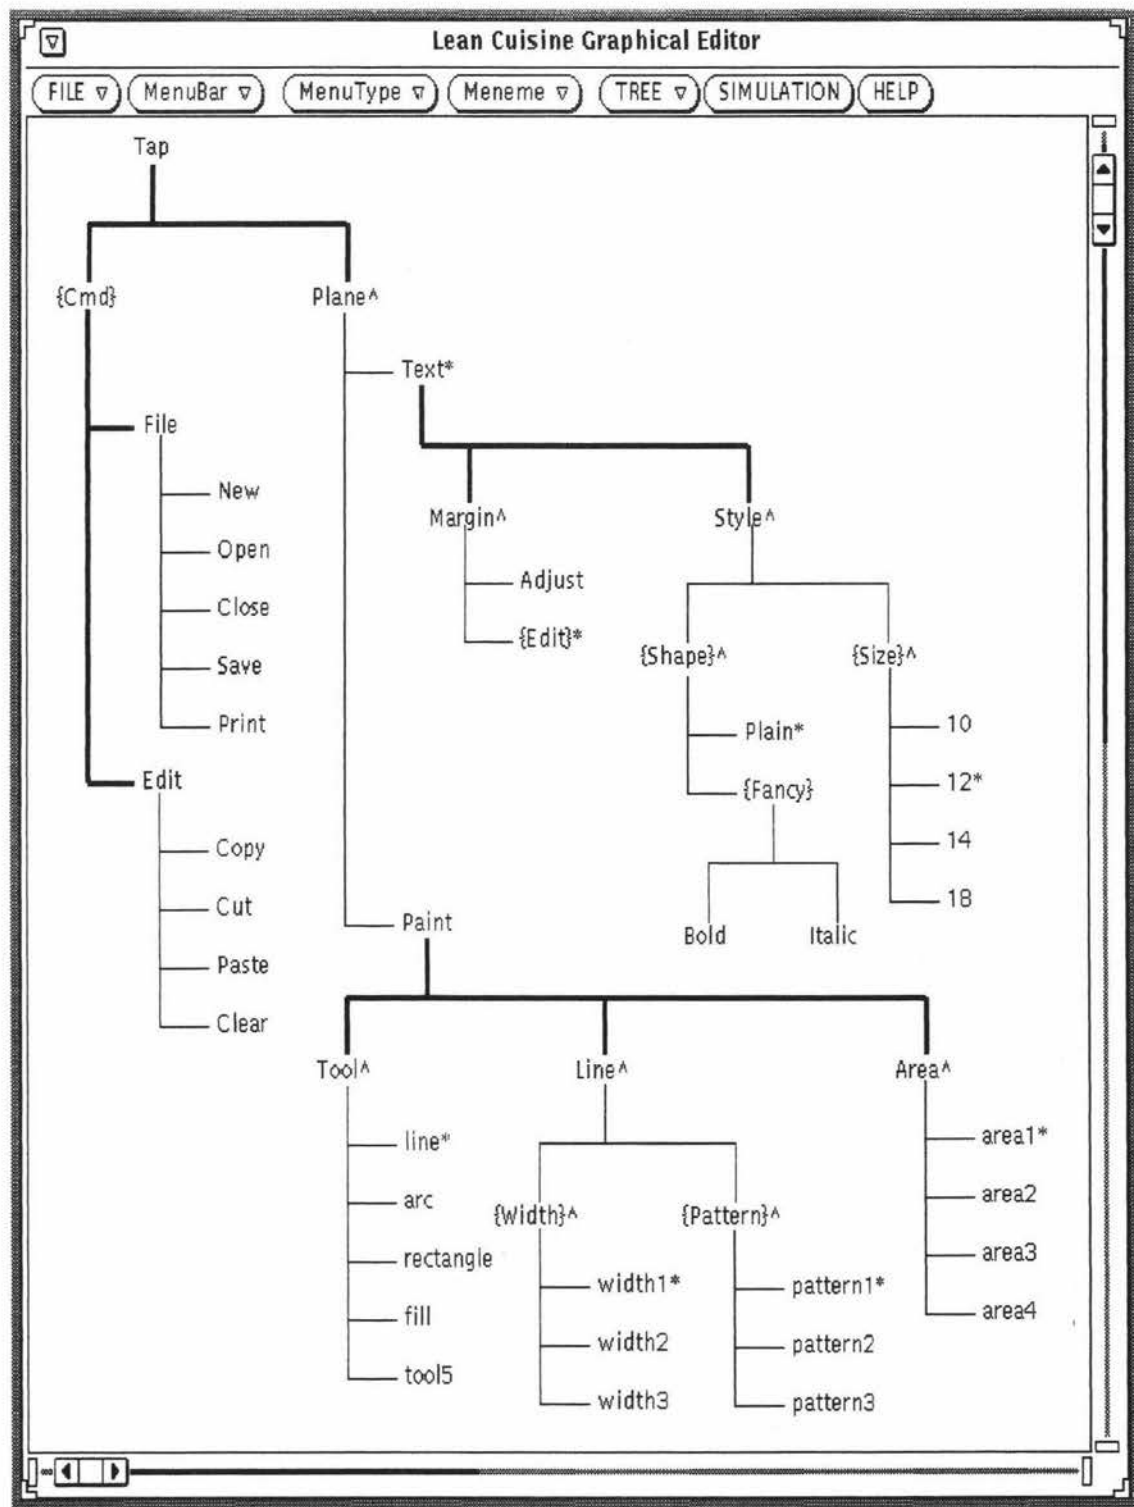 Lean Cuisine Graphical Editor
FILE MenuBar MenuType Meneme TREE SIMULATION HELP
Tap
{Cmd} Plane^
Text*
File
New
Open
Close
Save
Print
Edit
Copy
Cut
Paste
Clear
Margin^ Style^
Adjust
{Edit}*
{Shape}^ {Size}^
Plain*
{Fancy}
Bold Italic
10
12*
14
18
Paint
Tool^ Line^ Area^
line*
arc
rectangle
fill
tool5
{Width}^ {Pattern}^
width1*
width2
width3
pattern1*
pattern2
pattern3
area1*
area2
area3
area4